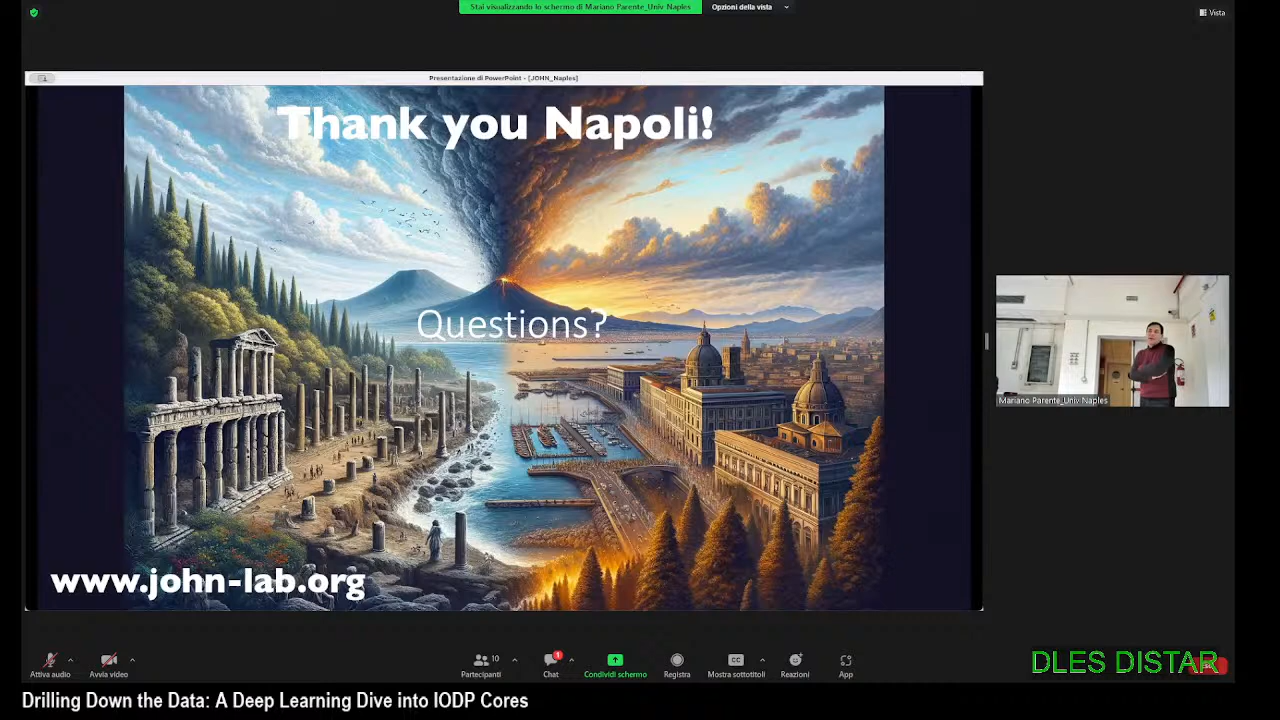 Stai visualizzando lo schermo di Mariano Parente_Univ Naples
Opzioni della vista
Vista
Presentazione di PowerPoint - [JOHN_Naples]
Thank you Napoli!
Questions?
www.john-lab.org
Mariano Parente_Univ Naples
Attiva audio
Avvia video
10
Partecipanti
1
Chat
Condividi schermo
Registra
CC
Mostra sottotitoli
Reazioni
App
DLES DISTAR
Drilling Down the Data: A Deep Learning Dive into IODP Cores